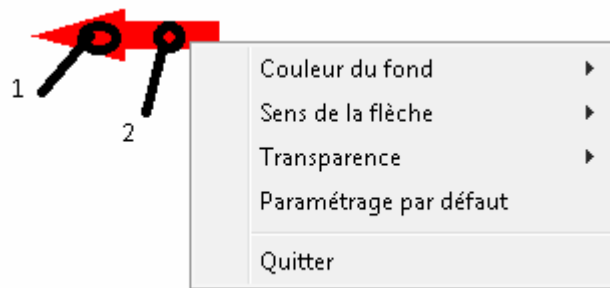 1
2
Couleur du fond
Sens de la flèche
Transparence
Paramétrage par défaut
Quitter